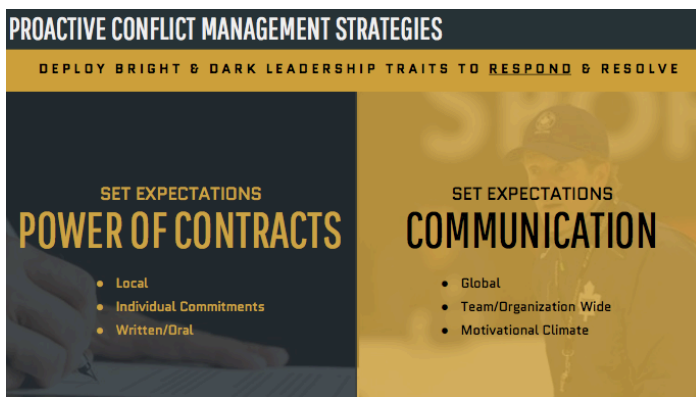 PROACTIVE CONFLICT MANAGEMENT STRATEGIES
DEPLOY BRIGHT & DARK LEADERSHIP TRAITS TO RESPOND & RESOLVE
SET EXPECTATIONS
POWER OF CONTRACTS
● Local
● Individual Commitments
● Written/Oral
SET EXPECTATIONS
COMMUNICATION
● Global
● Team/Organization Wide
● Motivational Climate